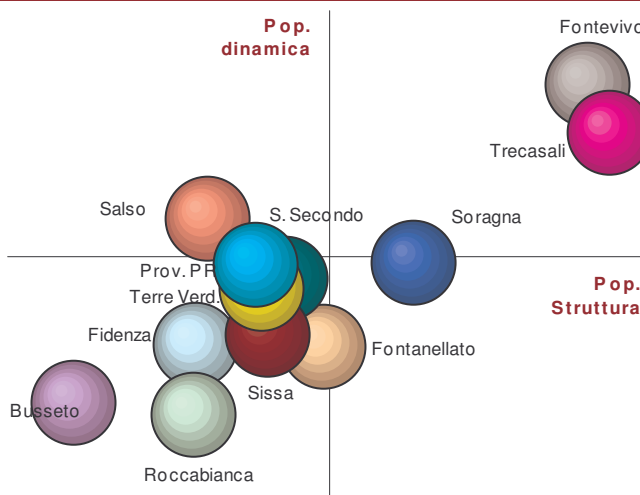 Pop.
dinamica
Fontevivo
Trecasali
Salso
S. Secondo
Soragna
Prov. PR
Terre Verd.
Pop.
Struttura
Fidenza
Fontanellato
Sissa
Busseto
Roccabianca